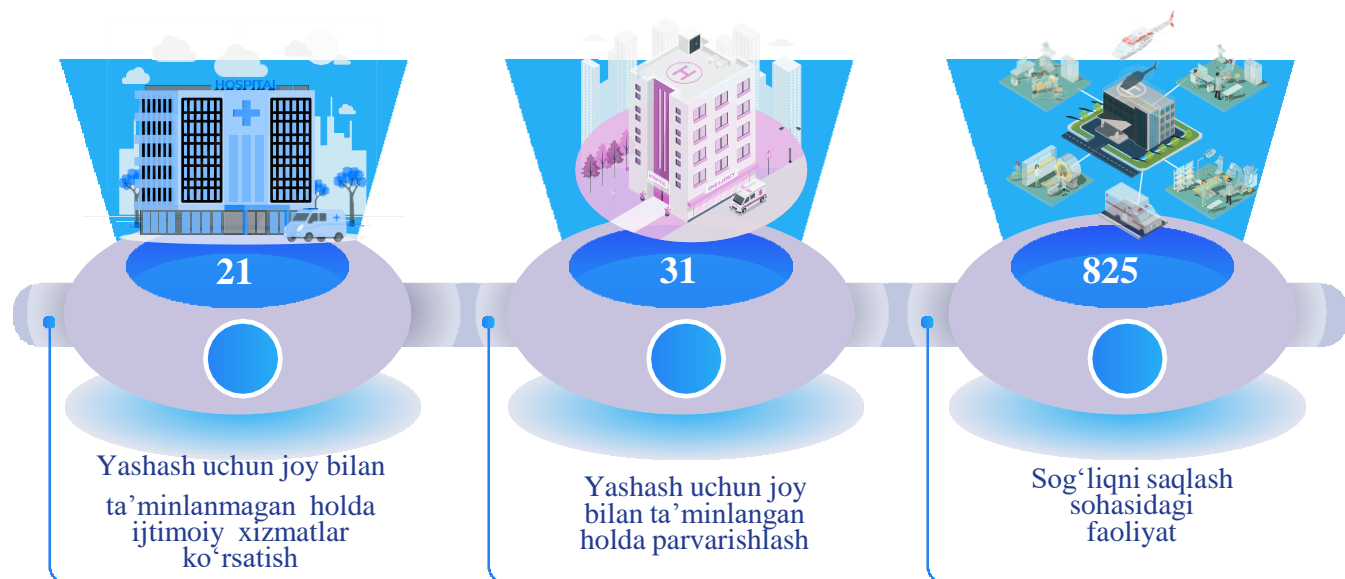 HOSPITAL
21
31
825
Yashash uchun joy bilan
ta’minlanmagan holda
ijtimoiy xizmatlar
ko‘rsatish
Yashash uchun joy
bilan ta’minlangan
holda parvarishlash
Sog‘liqni saqlash
sohasidagi
faoliyat